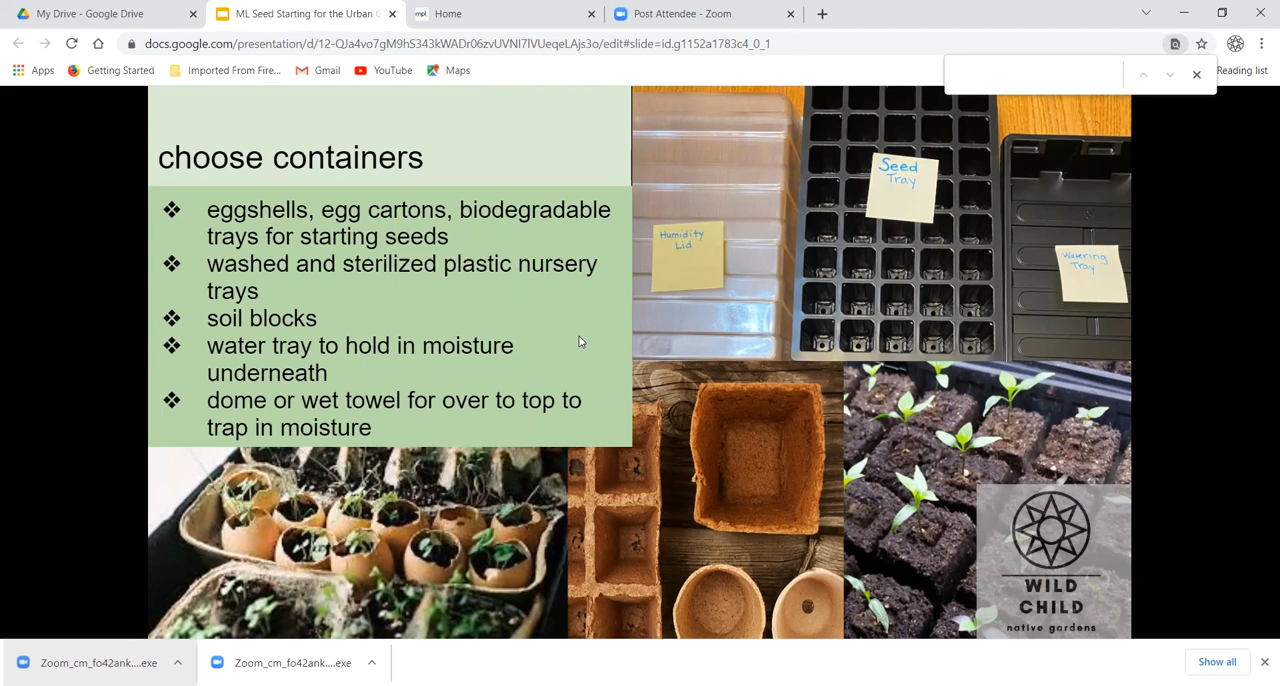 My Drive - Google Drive
ML Seed Starting for the Urban G
mpl
Home
Post Attendee - Zoom
docs.google.com/presentation/d/12-QJa4vo7gM9hS343kWADr06zvUVNI7lVUeqeLAjs3o/edit#slide=id.g1152a1783c4_0_1
Apps
Getting Started
Imported From Fire...
Gmail
YouTube
Maps
Reading list
choose containers
❖ eggshells, egg cartons, biodegradable
trays for starting seeds
❖ washed and sterilized plastic nursery
trays
❖ soil blocks
❖ water tray to hold in moisture
underneath
❖ dome or wet towel for over to top to
trap in moisture
Humidity
Lid
Seed
Tray
Watering
Tray
WILD
CHILD
native gardens
Zoom_cm_fo42ank....exe
Zoom_cm_fo42ank....exe
Show all